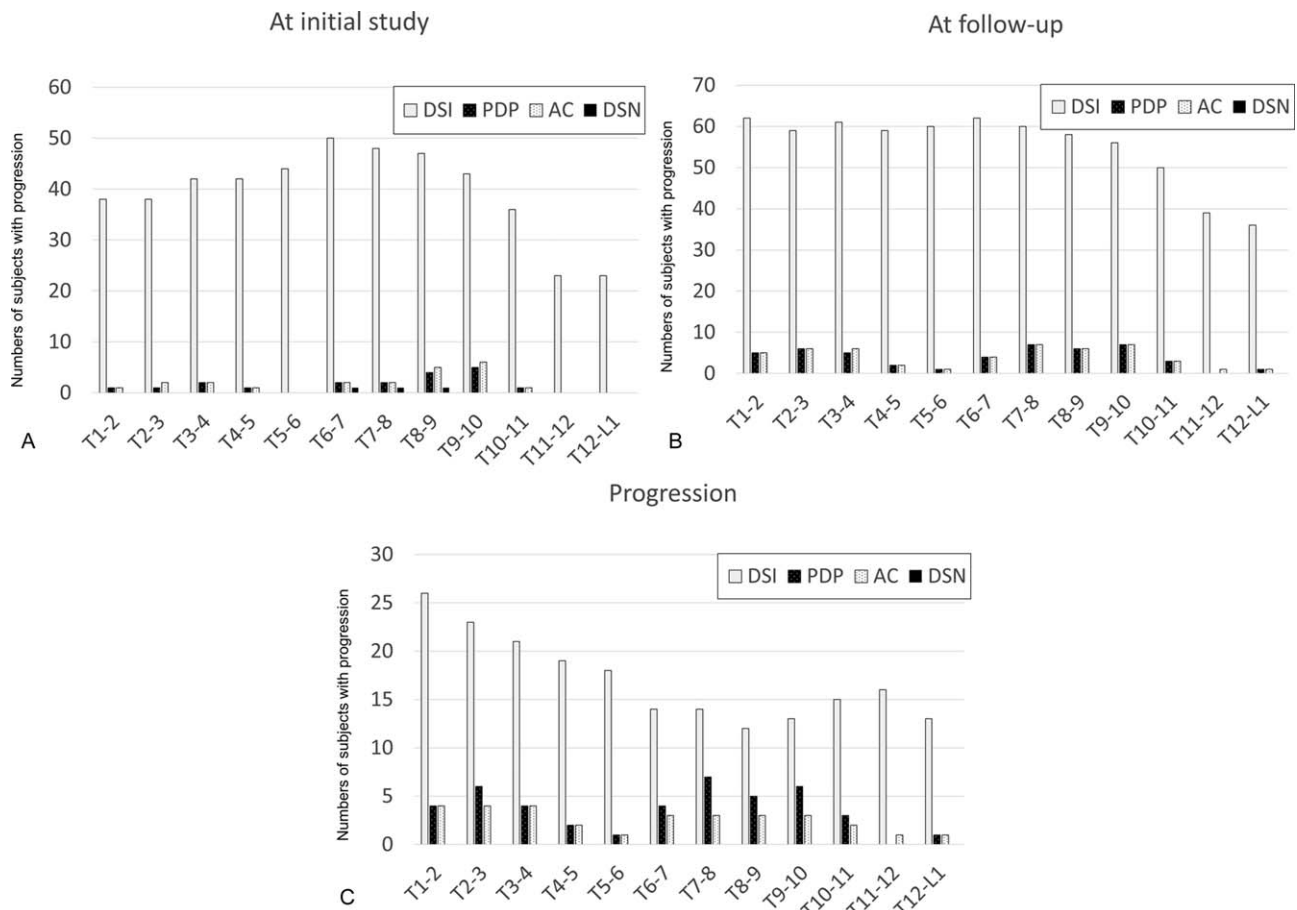 At initial study
Numbers of subjects with progression
60
50
40
30
20
10
0
DSI PDP AC DSN
T1-2 T2-3 T3-4 T4-5 T5-6 T6-7 T7-8 T8-9 T9-10 T10-11 T11-12 T12-L1
A
At follow-up
Numbers of subjects with progression
70
60
50
40
30
20
10
0
DSI PDP AC DSN
T1-2 T2-3 T3-4 T4-5 T5-6 T6-7 T7-8 T8-9 T9-10 T10-11 T11-12 T12-L1
B
Progression
Numbers of subjects with progression
30
25
20
15
10
5
0
DSI PDP AC DSN
T1-2 T2-3 T3-4 T4-5 T5-6 T6-7 T7-8 T8-9 T9-10 T10-11 T11-12 T12-L1
C